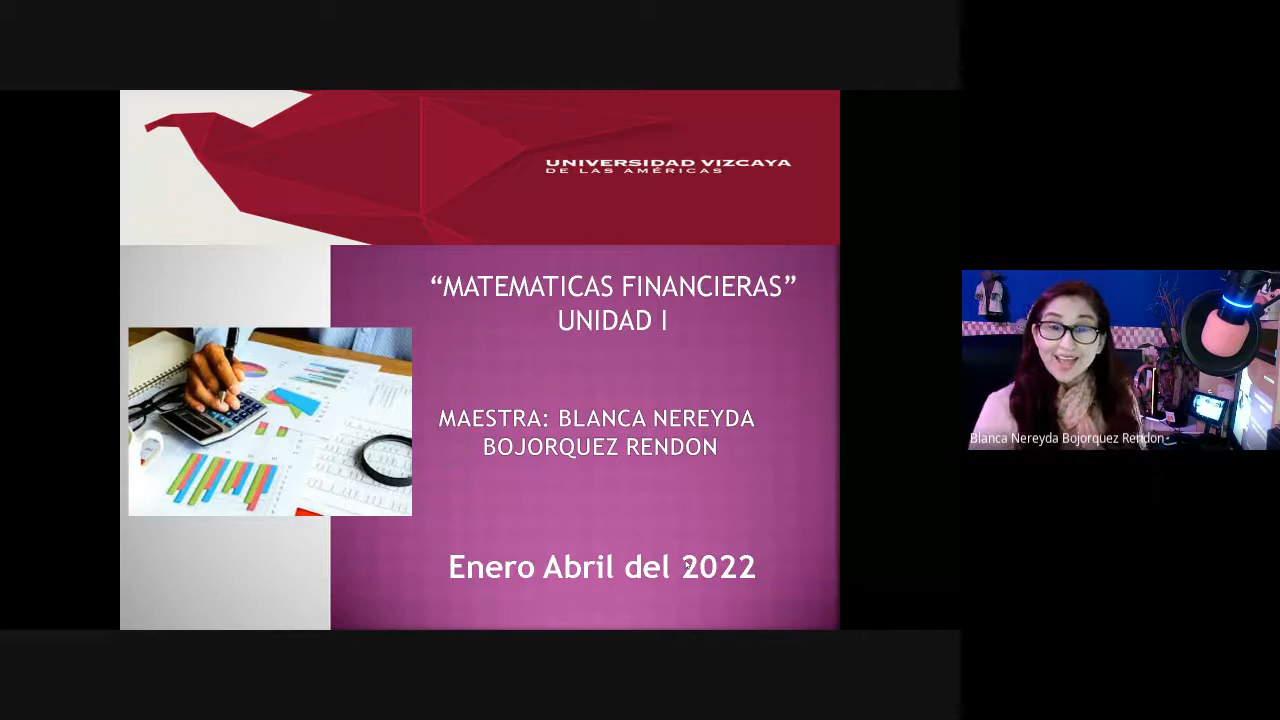 UNIVERSIDAD VIZCAYA
DE LAS AMÉRICAS
“MATEMATICAS FINANCIERAS”
UNIDAD I
MAESTRA: BLANCA NEREYDA
BOJORQUEZ RENDON
Enero Abril del 2022
Blanca Nereyda Bojorquez Rendon